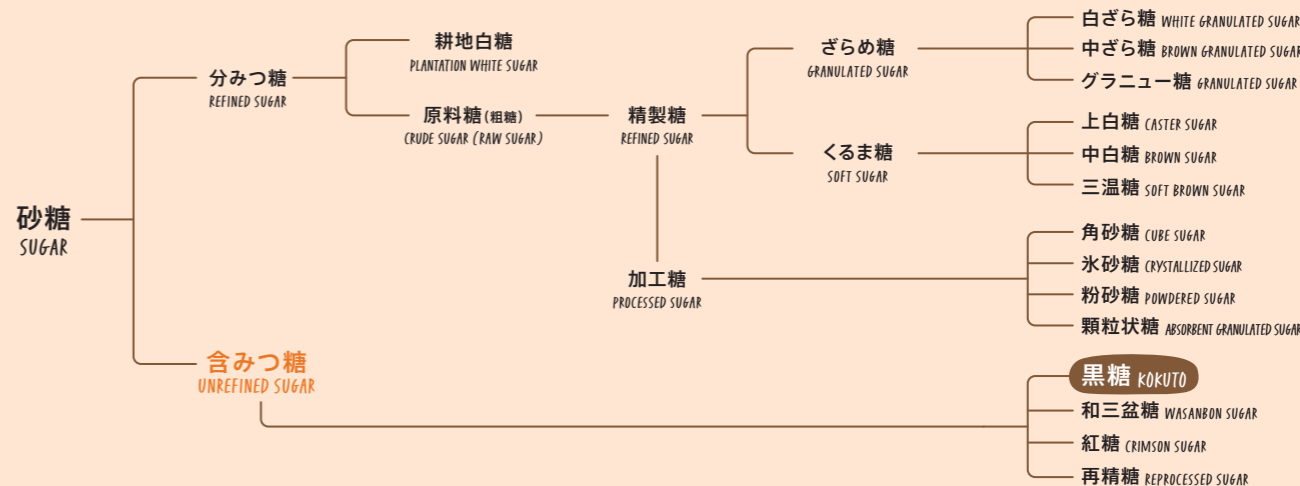 砂糖
SUGAR
分みつ糖
REFINED SUGAR
耕地白糖
PLANTATION WHITE SUGAR
原料糖(粗糖)
CRUDE SUGAR (RAW SUGAR)
精製糖
REFINED SUGAR
ざらめ糖
GRANULATED SUGAR
白ざら糖 WHITE GRANULATED SUGAR
中ざら糖 BROWN GRANULATED SUGAR
グラニュー糖 GRANULATED SUGAR
くるま糖
SOFT SUGAR
上白糖 CASTER SUGAR
中白糖 BROWN SUGAR
三温糖 SOFT BROWN SUGAR
加工糖
PROCESSED SUGAR
角砂糖 CUBE SUGAR
氷砂糖 CRYSTALLIZED SUGAR
粉砂糖 POWDERED SUGAR
顆粒状糖 ABSORBENT GRANULATED SUGAR
含みつ糖
UNREFINED SUGAR
黒糖 KOKUTO
和三盆糖 WASANBON SUGAR
紅糖 CRIMSON SUGAR
再精糖 REPROCESSED SUGAR